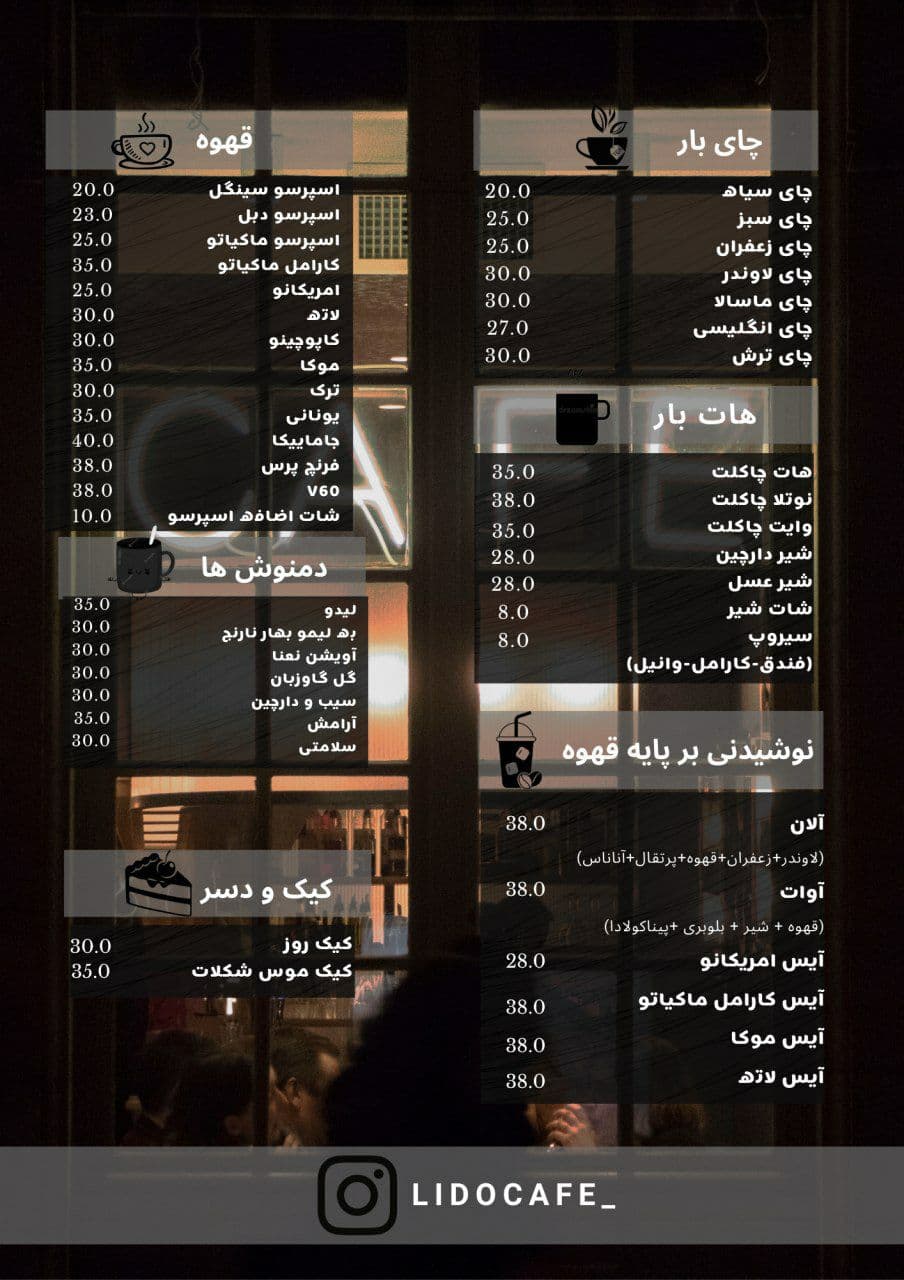 چای بار
چای سیاه 20.0
چای سبز 25.0
چای زعفران 25.0
چای لاوندر 30.0
چای ماسالا 30.0
چای انگلیسی 27.0
چای ترش 30.0
هات بار
هات چاکلت 35.0
نوتلا چاکلت 38.0
وایت چاکلت 35.0
شیر دارچین 28.0
شیر عسل 28.0
شات شیر 8.0
سیروپ 8.0
(فندق-کارامل-وانیل)
نوشیدنی بر پایه قهوه
آلان 38.0
(لاوندر+زعفران+قهوه+پرتقال+آناناس)
آوات 38.0
(قهوه + شیر + بلوبری +پیناکولادا)
آیس امریکانو 28.0
آیس کارامل ماکیاتو 38.0
آیس موکا 38.0
آیس لاته 38.0
قهوه
اسپرسو سینگل 20.0
اسپرسو دبل 23.0
اسپرسو ماکیاتو 25.0
کارامل ماکیاتو 35.0
امریکانو 25.0
لاته 30.0
کاپوچینو 30.0
موکا 35.0
ترک 30.0
یونانی 35.0
جاماییکا 40.0
فرنچ پرس 38.0
V60 38.0
شات اضافه اسپرسو 10.0
دمنوش ها
لیدو 35.0
به لیمو بهار نارنج 30.0
آویشن نعنا 30.0
گل گاوزبان 30.0
سیب و دارچین 30.0
آرامش 35.0
سلامتی 30.0
کیک و دسر
کیک روز 30.0
کیک موس شکلات 35.0
CAFE
LIDOCAFE_